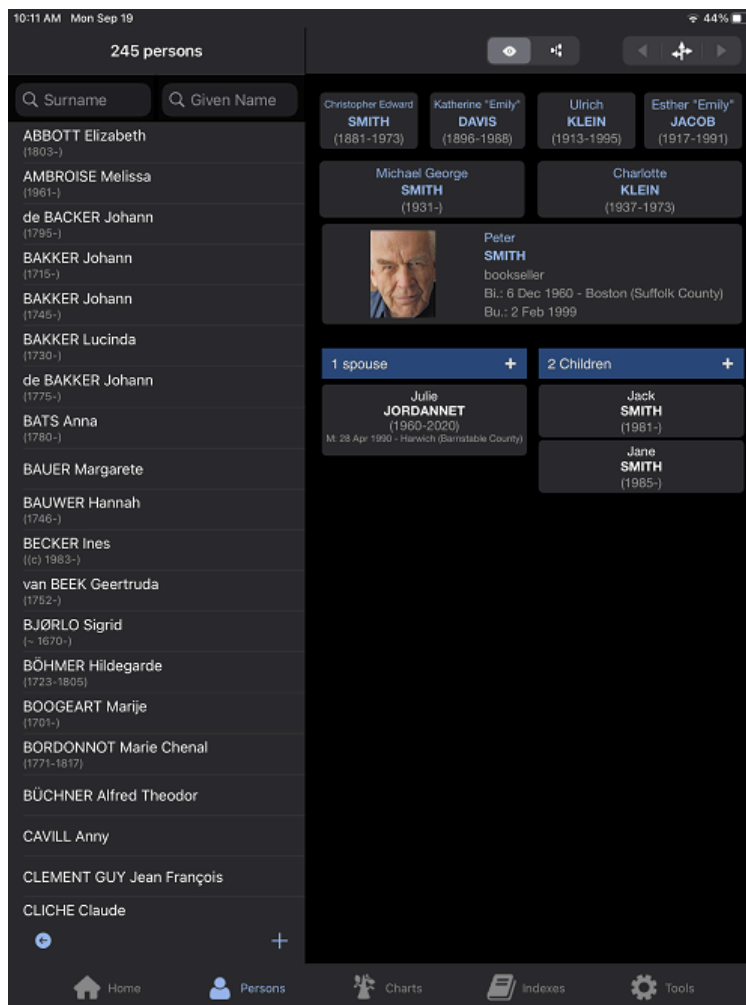 10:11 AM Mon Sep 19
44%
245 persons
Surname
Given Name
ABBOTT Elizabeth
(1803-)
AMBROISE Melissa
(1961-)
de BACKER Johann
(1795-)
BAKKER Johann
(1715-)
BAKKER Johann
(1745-)
BAKKER Lucinda
(1730-)
de BAKKER Johann
(1775-)
BATS Anna
(1780-)
BAUER Margarete
BAUWER Hannah
(1746-)
BECKER Ines
((c) 1983-)
van BEEK Geertruda
(1752-)
BJØRLO Sigrid
(~ 1670-)
BÖHMER Hildegarde
(1723-1805)
BOOGEART Marije
(1701-)
BORDONNOT Marie Chenal
(1771-1817)
BÜCHNER Alfred Theodor
CAVILL Anny
CLEMENT GUY Jean François
CLICHE Claude
Christopher Edward
SMITH
(1881-1973)
Katherine "Emily"
DAVIS
(1896-1988)
Ulrich
KLEIN
(1913-1995)
Esther "Emily"
JACOB
(1917-1991)
Michael George
SMITH
(1931-)
Charlotte
KLEIN
(1937-1973)
Peter
SMITH
bookseller
Bi.: 6 Dec 1960 - Boston (Suffolk County)
Bu.: 2 Feb 1999
1 spouse +
Julie
JORDANNET
(1960-2020)
M: 28 Apr 1990 - Harwich (Barnstable County)
2 Children +
Jack
SMITH
(1981-)
Jane
SMITH
(1985-)
Home
Persons
Charts
Indexes
Tools